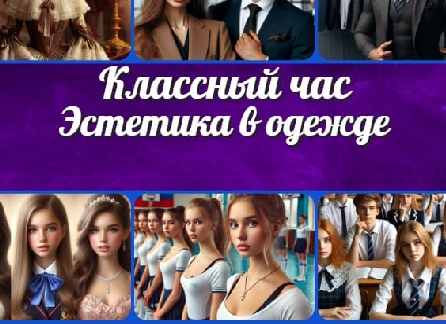 Классный час
Эстетика в одежде